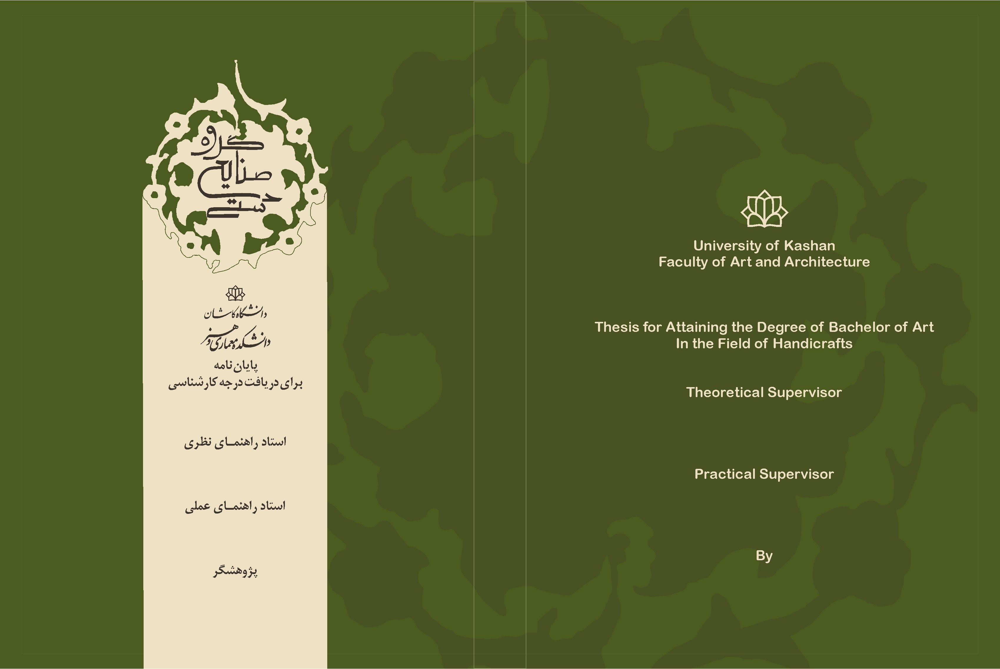 گروه
صنایع
دستی
دانشگاه کاشان
دانشکده معماری و هنر
پایان نامه
برای دریافت درجه کارشناسی
استاد راهنمـای نظری
استاد راهنمـای عملی
پژوهشگر
University of Kashan
Faculty of Art and Architecture
Thesis for Attaining the Degree of Bachelor of Art
In the Field of Handicrafts
Theoretical Supervisor
Practical Supervisor
By